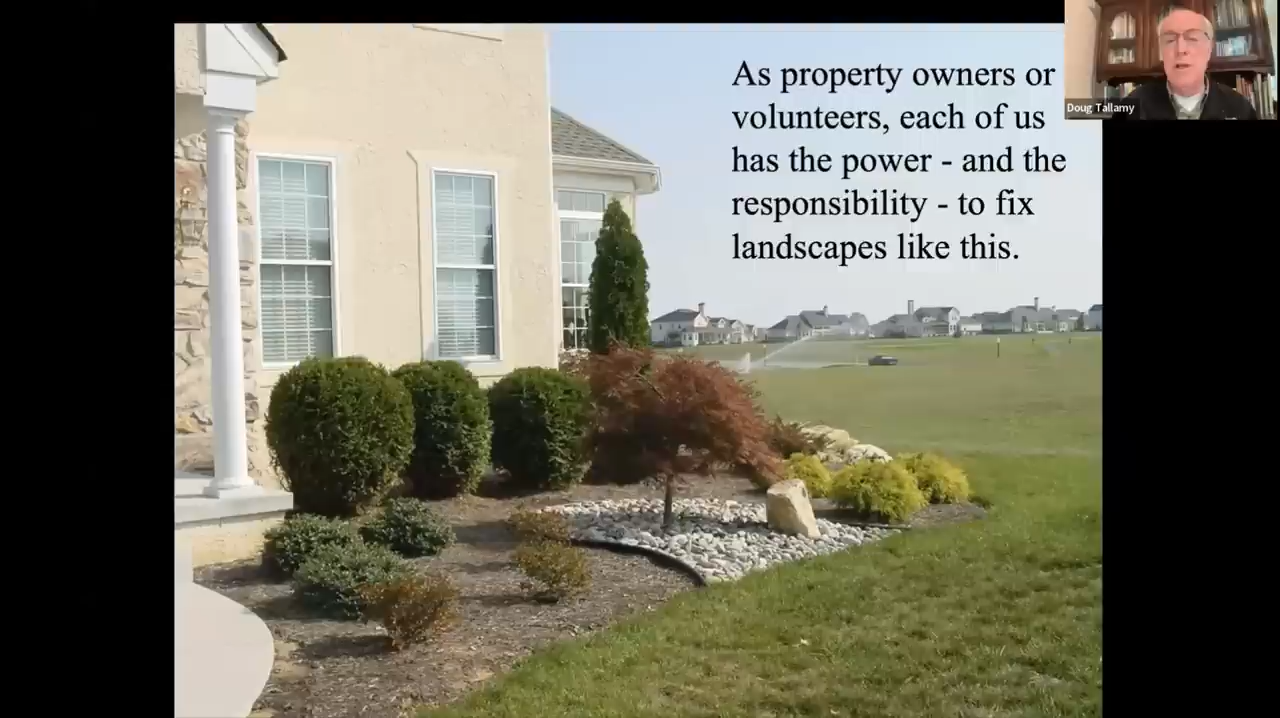 As property owners or
volunteers, each of us
has the power - and the
responsibility - to fix
landscapes like this.
Doug Tallamy